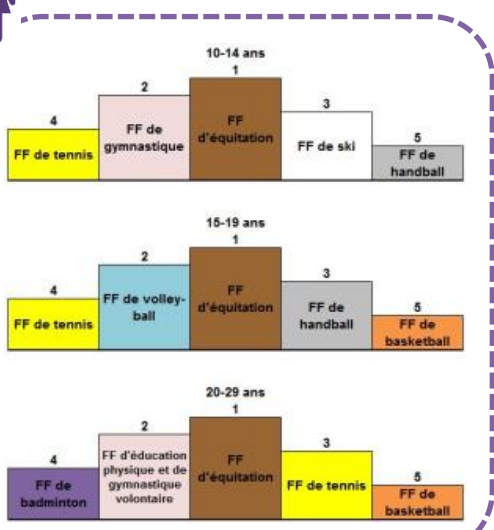 10-14 ans
1
2
3
4
5
FF de tennis
FF de
gymnastique
FF
d'équitation
FF de ski
FF de
handball
15-19 ans
1
2
3
4
5
FF de tennis
FF de volley-
ball
FF
d'équitation
FF de
handball
FF de
basketball
20-29 ans
1
2
3
4
5
FF de
badminton
FF d'éducation
physique et de
gymnastique
volontaire
FF
d'équitation
FF de tennis
FF de
basketball